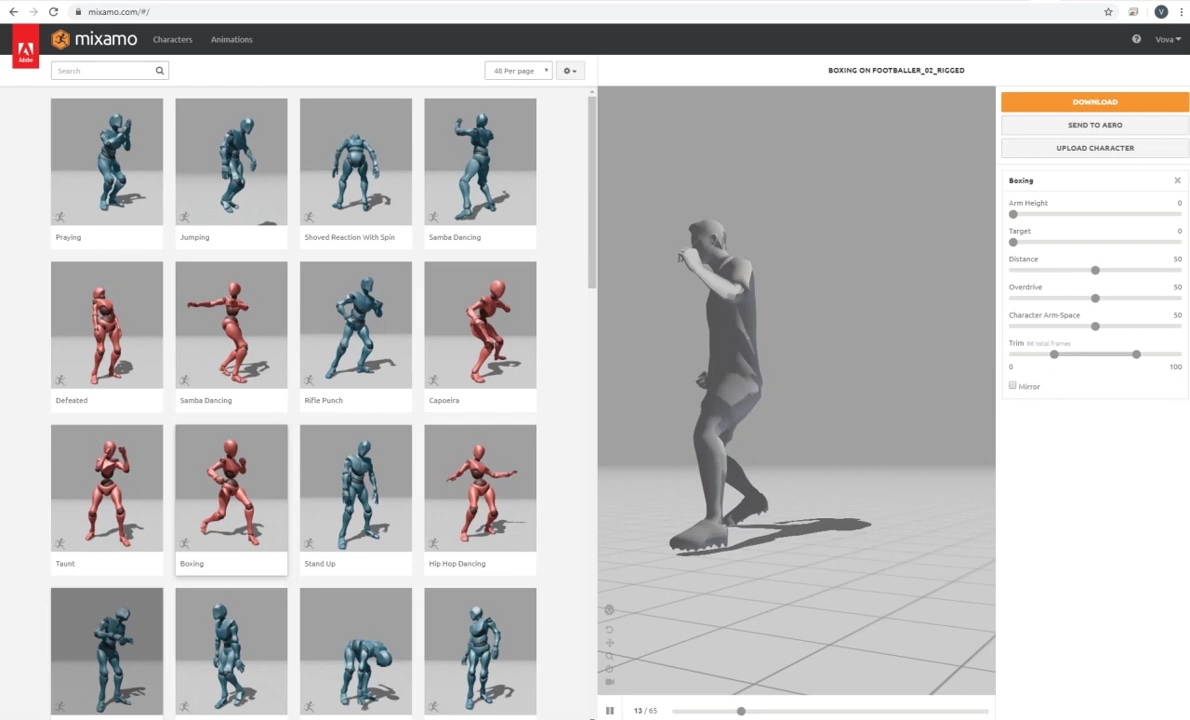 mixamo.com/#/
V
Adobe
mixamo
Characters
Animations
Vova
Search
48 Per page
BOXING ON FOOTBALLER_02_RIGGED
DOWNLOAD
SEND TO AERO
UPLOAD CHARACTER
Boxing
Arm Height 0
Target 0
Distance 50
Overdrive 50
Character Arm-Space 50
Trim 66 total frames
0 100
Mirror
Praying
Jumping
Shoved Reaction With Spin
Samba Dancing
Defeated
Samba Dancing
Rifle Punch
Capoeira
Taunt
Boxing
Stand Up
Hip Hop Dancing
13 / 65